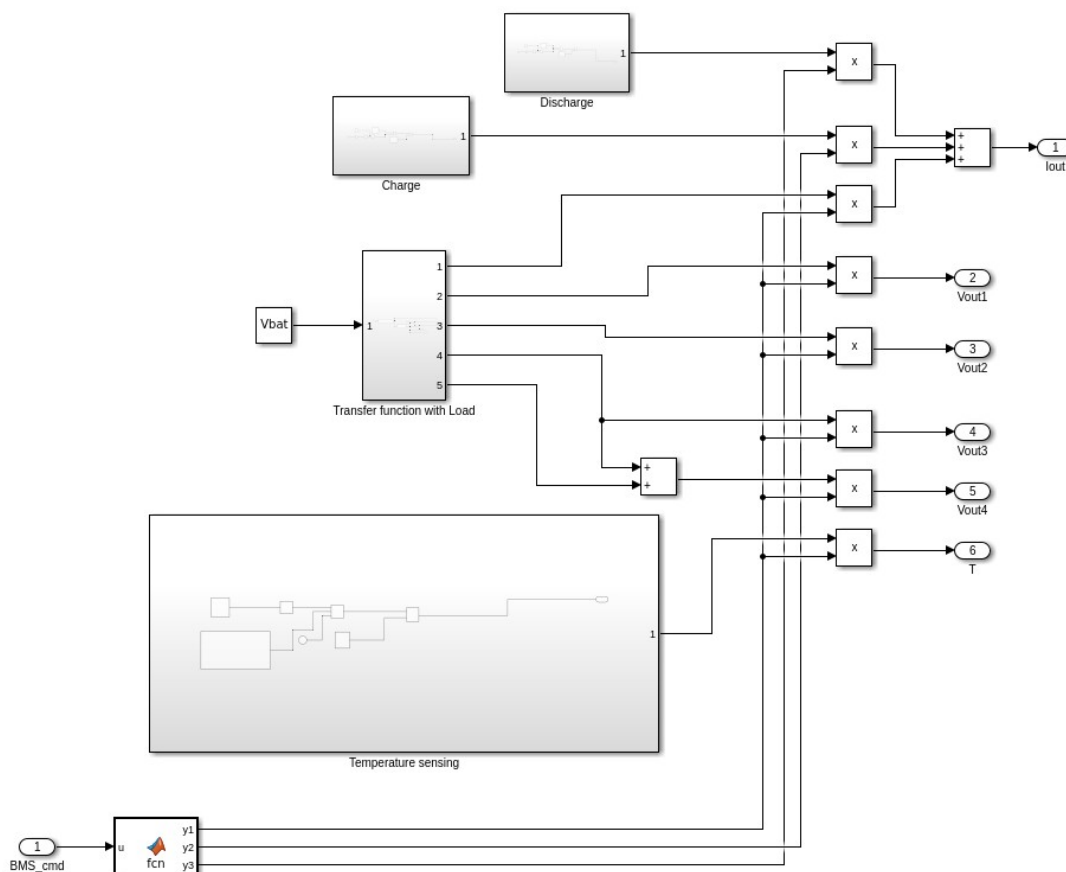 1
Discharge
x
1
Charge
x
+
+
+
1
Iout
x
1
2
3
4
5
1
Transfer function with Load
Vbat
x
2
Vout1
x
3
Vout2
x
4
Vout3
+
+
x
5
Vout4
x
6
T
1
Temperature sensing
1
BMS_cmd
u
fcn
y1
y2
y3